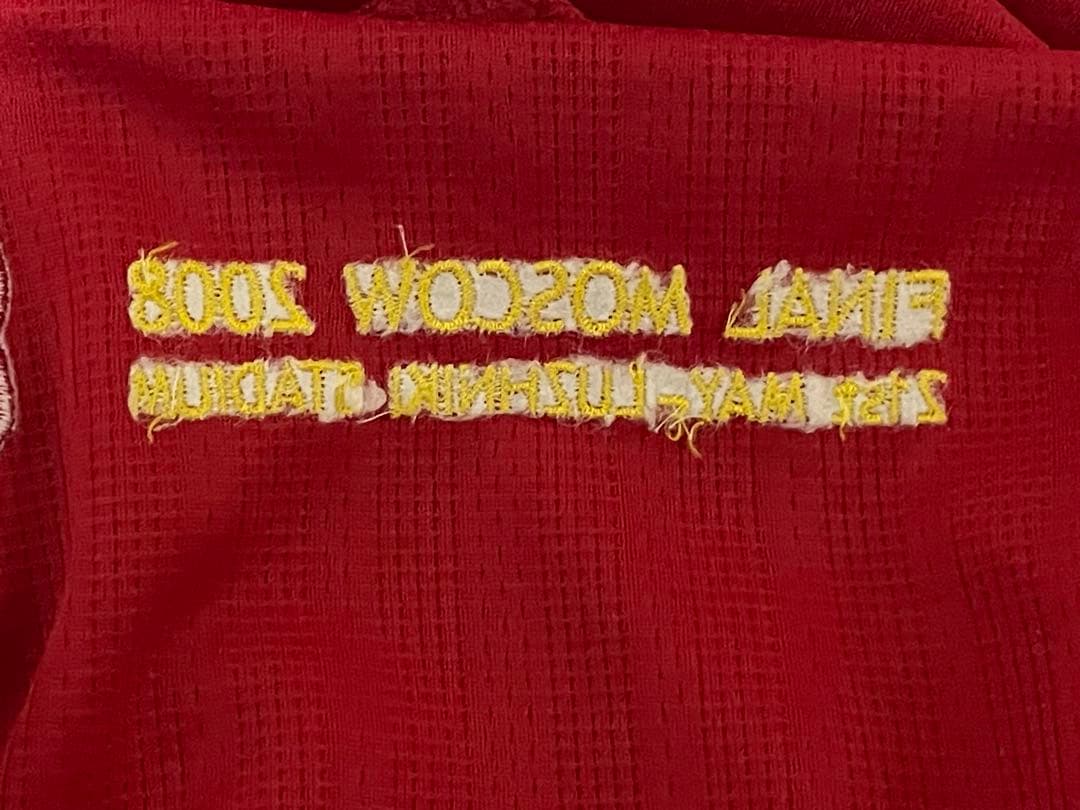 FINAL MOSCOW 2008
21ST MAY-LUZHNIKI STADIUM